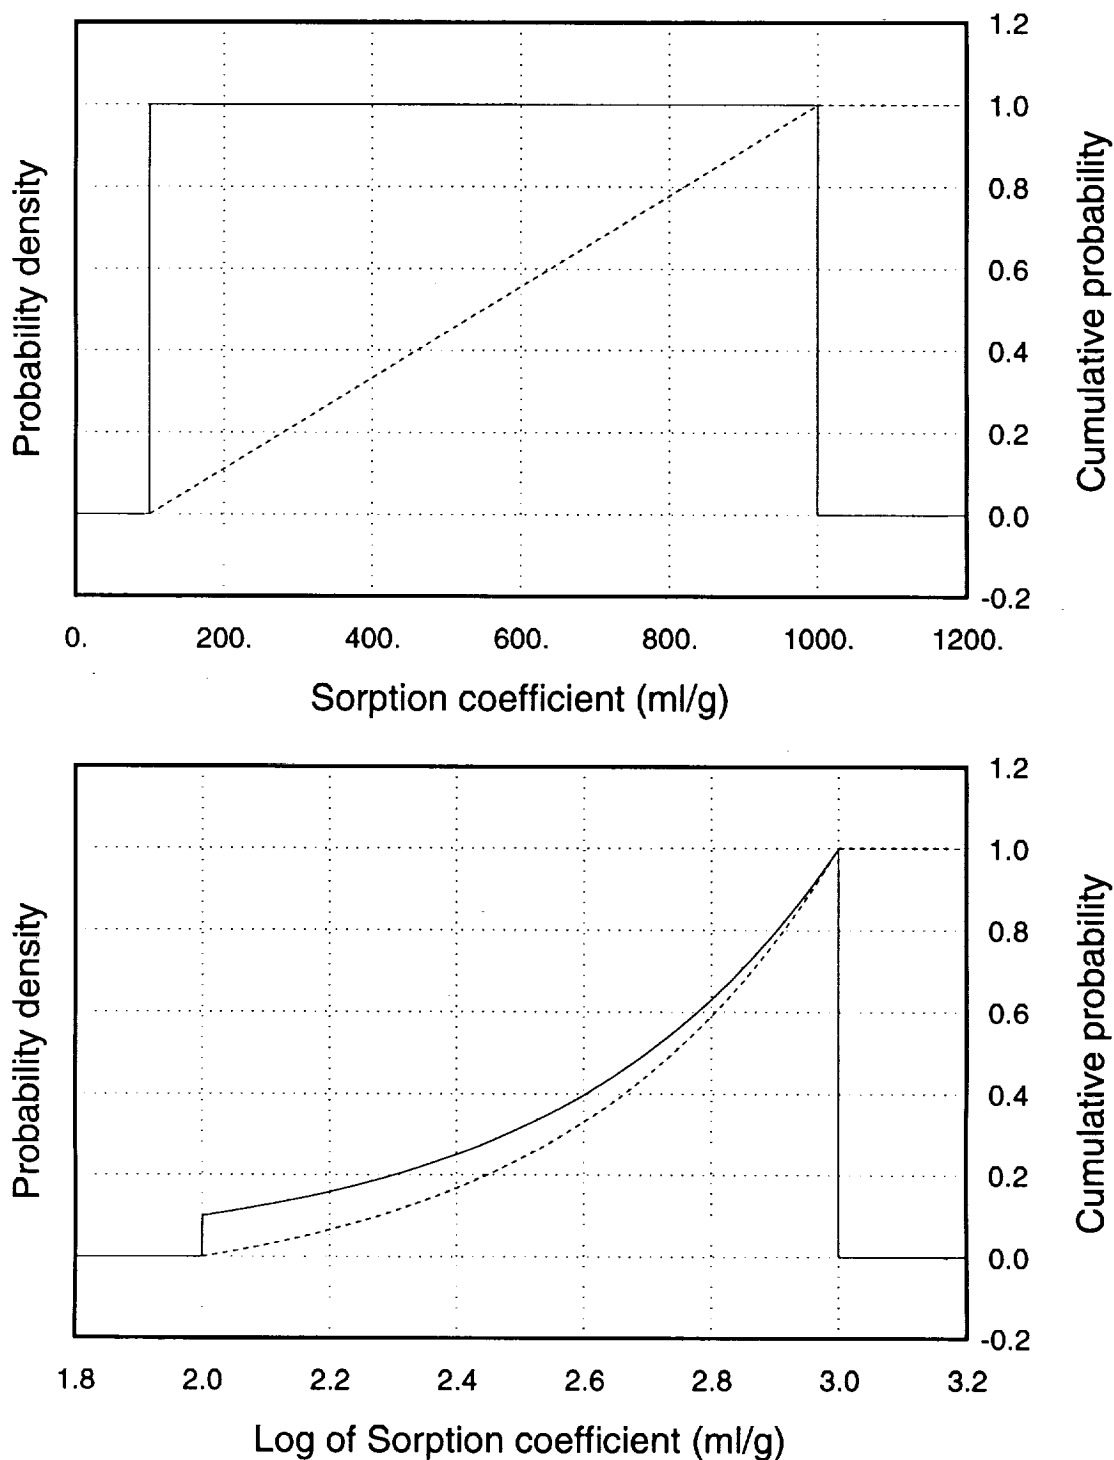 1.2
1.0
0.8
0.6
0.4
0.2
0.0
-0.2
Probability density
Cumulative probability
0. 200. 400. 600. 800. 1000. 1200.
Sorption coefficient (ml/g)
1.2
1.0
0.8
0.6
0.4
0.2
0.0
-0.2
Probability density
Cumulative probability
1.8 2.0 2.2 2.4 2.6 2.8 3.0 3.2
Log of Sorption coefficient (ml/g)